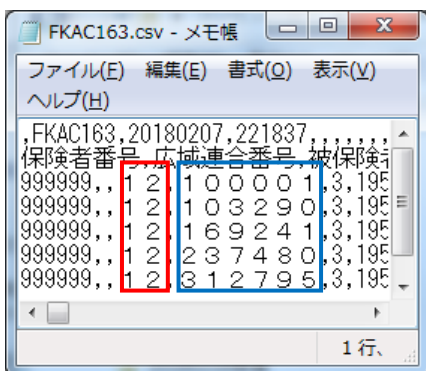 FKAC163.csv - メモ帳
ファイル(F) 編集(E) 書式(O) 表示(V)
ヘルプ(H)
,FKAC163,20180207,221837,,,,,,,
保険者番号,広域連合番号,被保険
999999,,１２,１００００１,3,195
999999,,１２,１０３２９０,3,195
999999,,１２,１６９２４１,3,195
999999,,１２,２３７４８０,3,195
999999,,１２,３１２７９５,3,195
1 行、